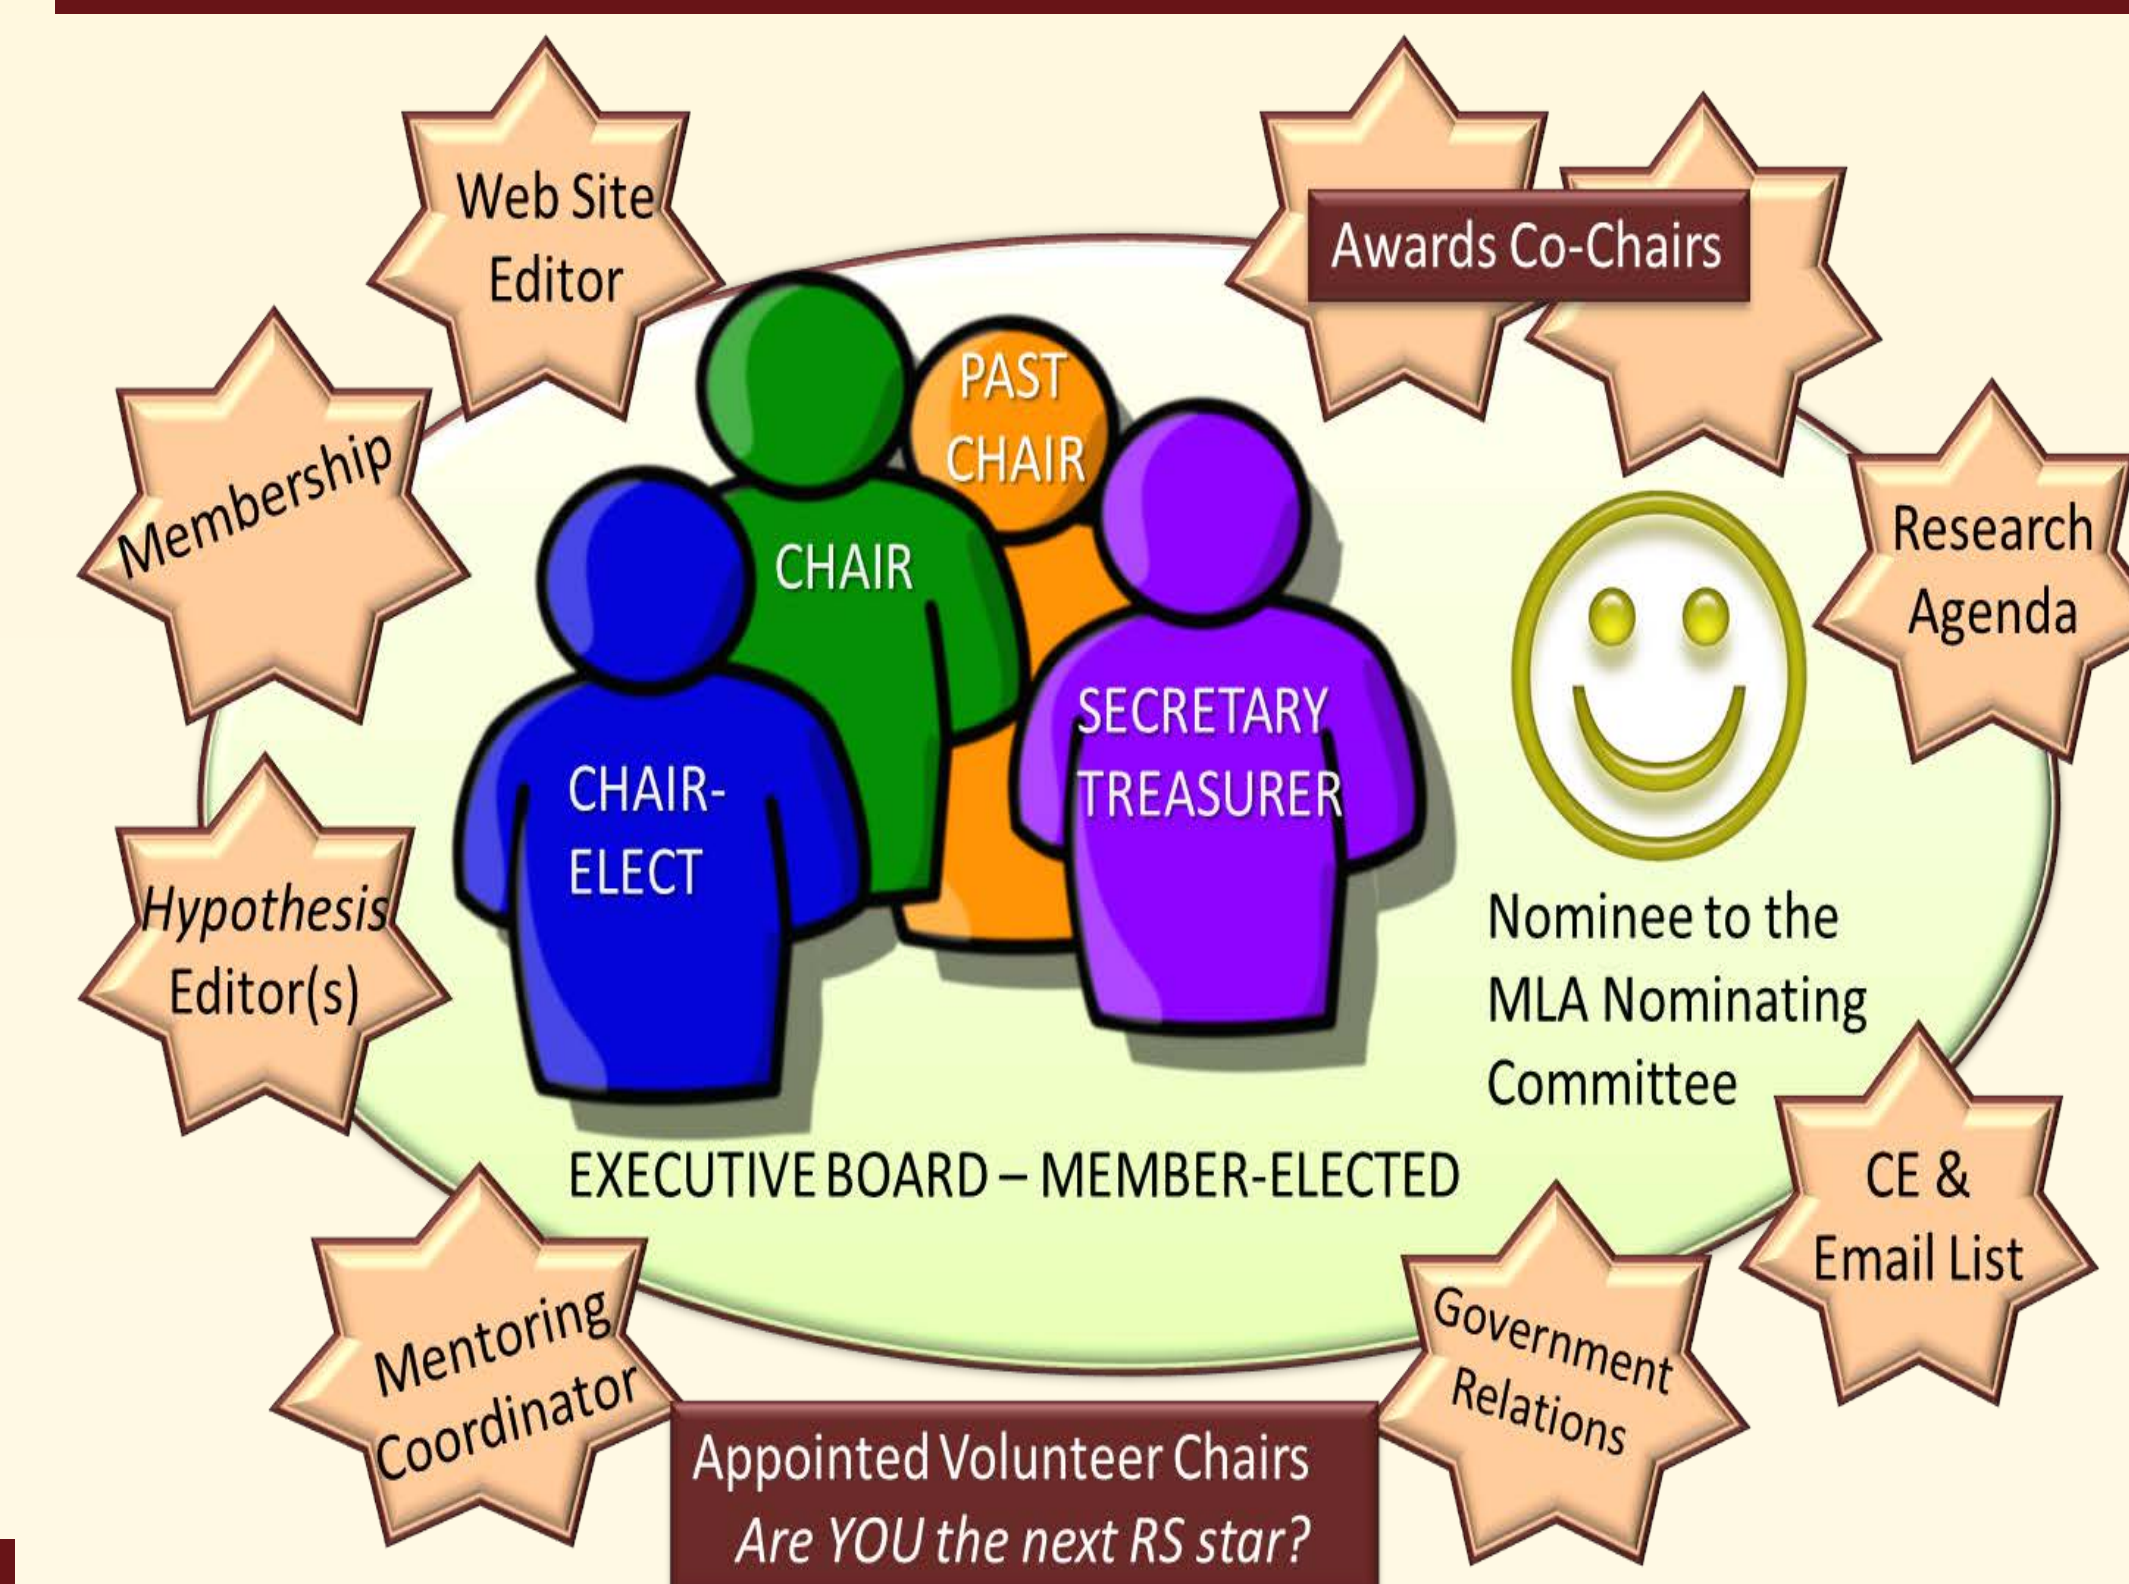 Web Site
Editor
Awards Co-Chairs
Membership
PAST
CHAIR
CHAIR
Research
Agenda
SECRETARY
TREASURER
CHAIR-
ELECT
Hypothesis
Editor(s)
Nominee to the
MLA Nominating
Committee
EXECUTIVE BOARD – MEMBER-ELECTED
CE &
Email List
Mentoring
Coordinator
Government
Relations
Appointed Volunteer Chairs
Are YOU the next RS star?